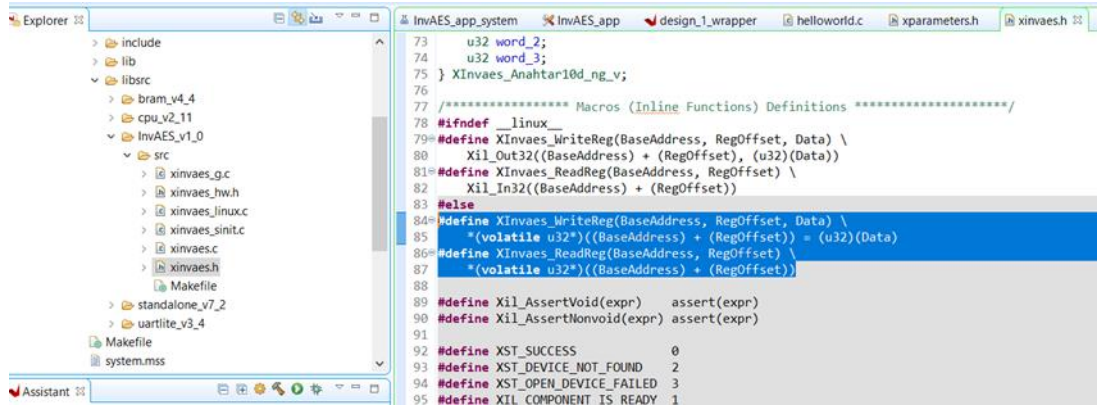 Explorer
include
lib
libsrc
bram_v4_4
cpu_v2_11
InvAES_v1_0
src
xinvaes_g.c
xinvaes_hw.h
xinvaes_linux.c
xinvaes_sinit.c
xinvaes.c
xinvaes.h
Makefile
standalone_v7_2
uartlite_v3_4
Makefile
system.mss
Assistant
InvAES_app_system InvAES_app design_1_wrapper helloworld.c xparameters.h xinvaes.h
73 u32 word_2;
74 u32 word_3;
75 } XInvaes_Anahtar10d_ng_v;
76
77 /***************** Macros (Inline Functions) Definitions *********************/
78 #ifndef __linux__
79 #define XInvaes_WriteReg(BaseAddress, RegOffset, Data) \
80 Xil_Out32((BaseAddress) + (RegOffset), (u32)(Data))
81 #define XInvaes_ReadReg(BaseAddress, RegOffset) \
82 Xil_In32((BaseAddress) + (RegOffset))
83 #else
84 #define XInvaes_WriteReg(BaseAddress, RegOffset, Data) \
85 *(volatile u32*)((BaseAddress) + (RegOffset)) = (u32)(Data)
86 #define XInvaes_ReadReg(BaseAddress, RegOffset) \
87 *(volatile u32*)((BaseAddress) + (RegOffset))
88
89 #define Xil_AssertVoid(expr) assert(expr)
90 #define Xil_AssertNonvoid(expr) assert(expr)
91
92 #define XST_SUCCESS 0
93 #define XST_DEVICE_NOT_FOUND 2
94 #define XST_OPEN_DEVICE_FAILED 3
95 #define XIL_COMPONENT_IS_READY 1